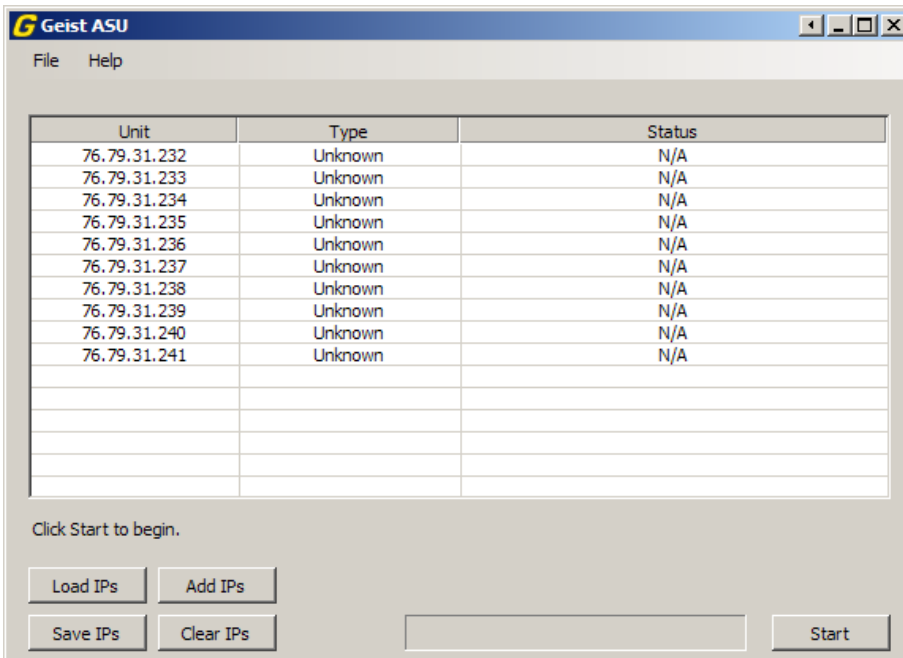 G Geist ASU
File Help
Unit Type Status
76.79.31.232 Unknown N/A
76.79.31.233 Unknown N/A
76.79.31.234 Unknown N/A
76.79.31.235 Unknown N/A
76.79.31.236 Unknown N/A
76.79.31.237 Unknown N/A
76.79.31.238 Unknown N/A
76.79.31.239 Unknown N/A
76.79.31.240 Unknown N/A
76.79.31.241 Unknown N/A
Click Start to begin.
Load IPs Add IPs
Save IPs Clear IPs Start